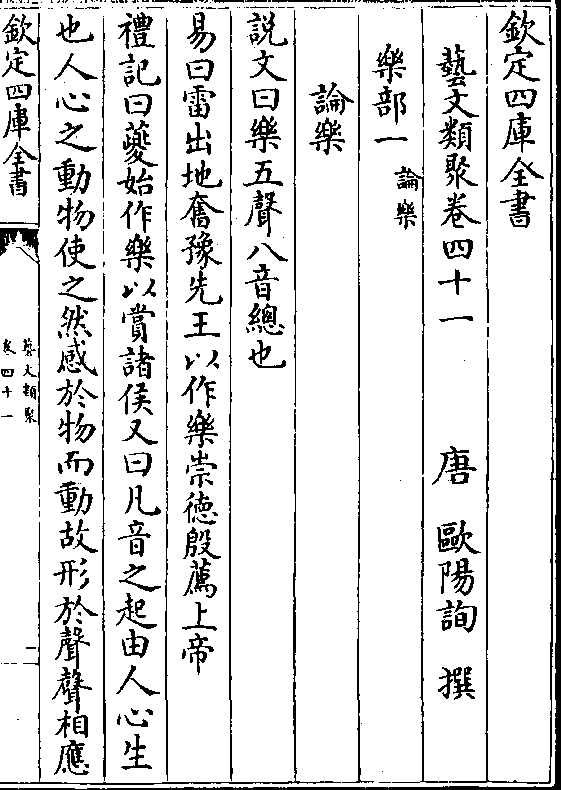 欽定四庫全書
藝文類聚卷四十一
唐 歐陽詢 撰
樂部一 論樂
論樂
說文曰樂五聲八音總也
易曰雷出地奮豫先王以作樂崇徳殷薦上帝
禮記曰夔始作樂以賞諸侯又曰凡音之起由人心生
也人心之動物使之然感於物而動故形於聲聲相應
欽定四庫全書
藝文類聚
卷四十一
一